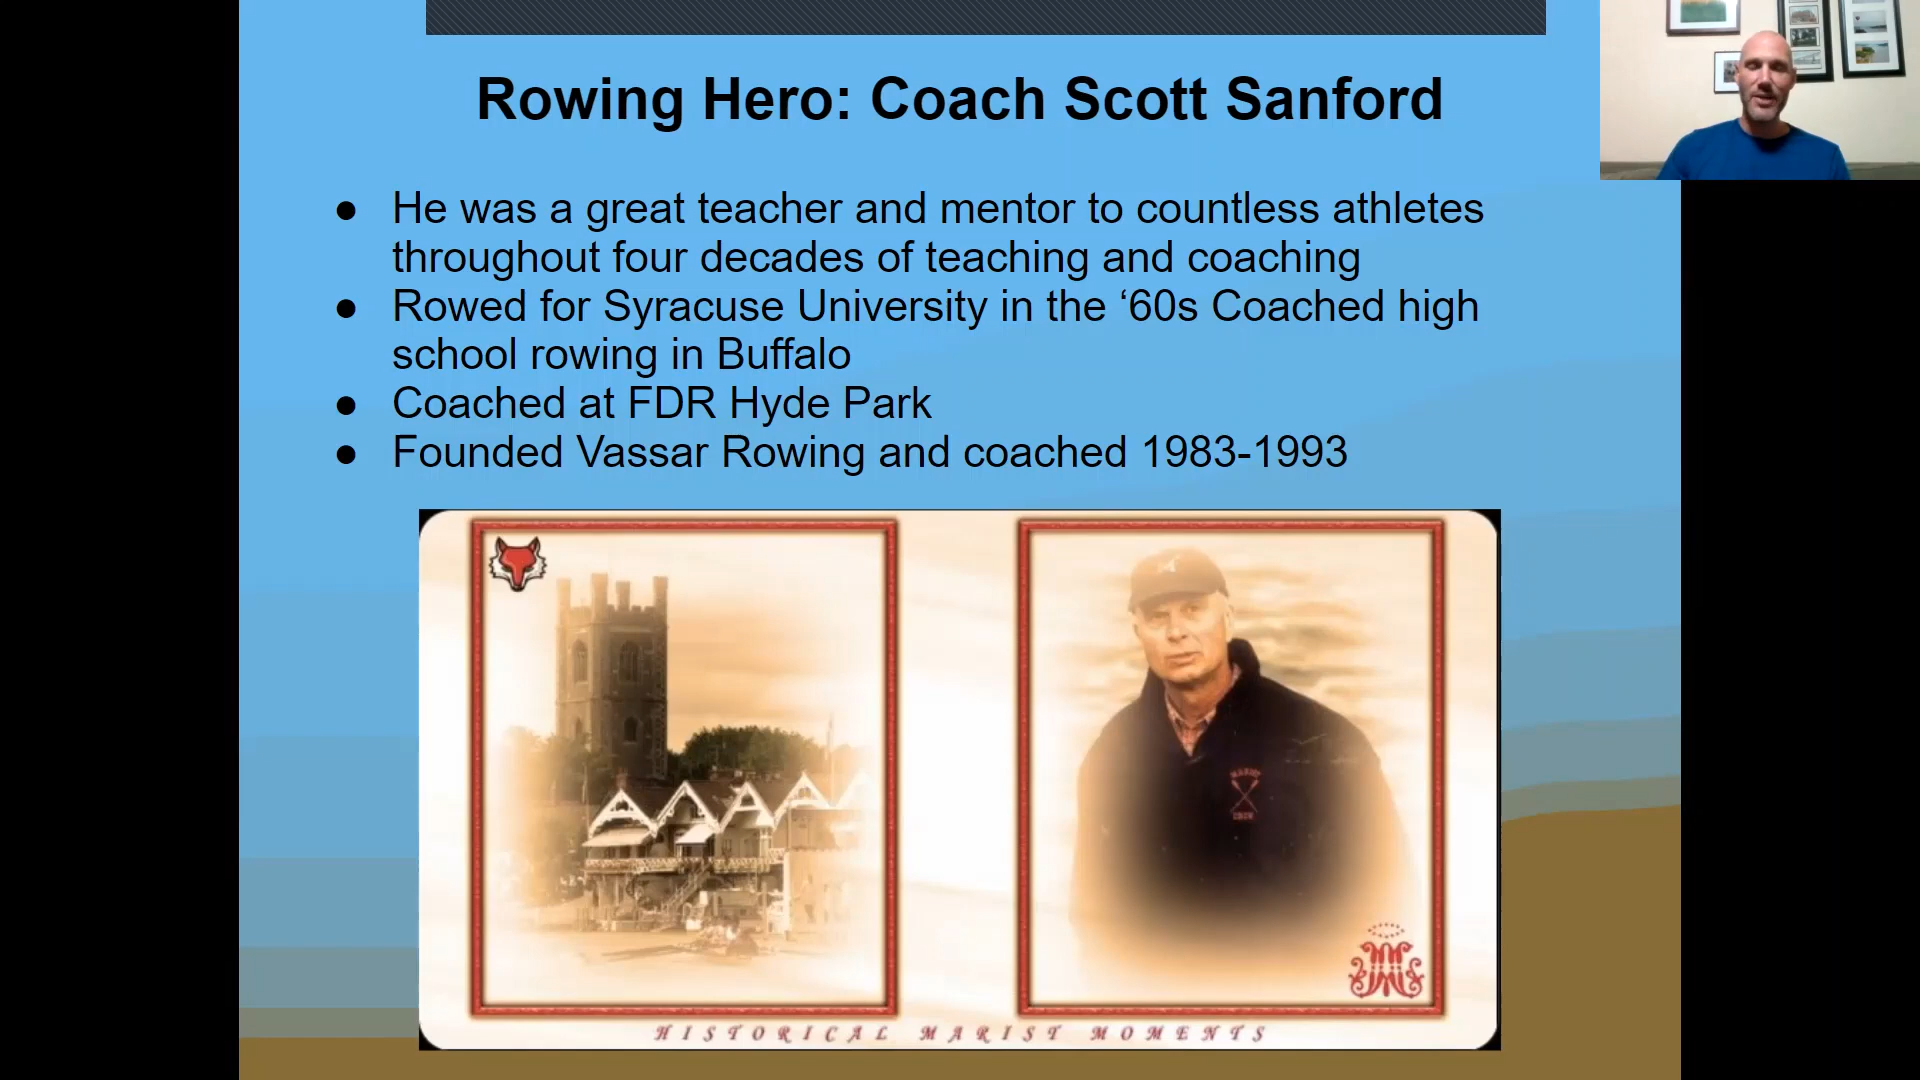 Rowing Hero: Coach Scott Sanford
● He was a great teacher and mentor to countless athletes
throughout four decades of teaching and coaching
● Rowed for Syracuse University in the ‘60s Coached high
school rowing in Buffalo
● Coached at FDR Hyde Park
● Founded Vassar Rowing and coached 1983-1993
MARIST
CREW
HISTORICAL MARIST MOMENTS